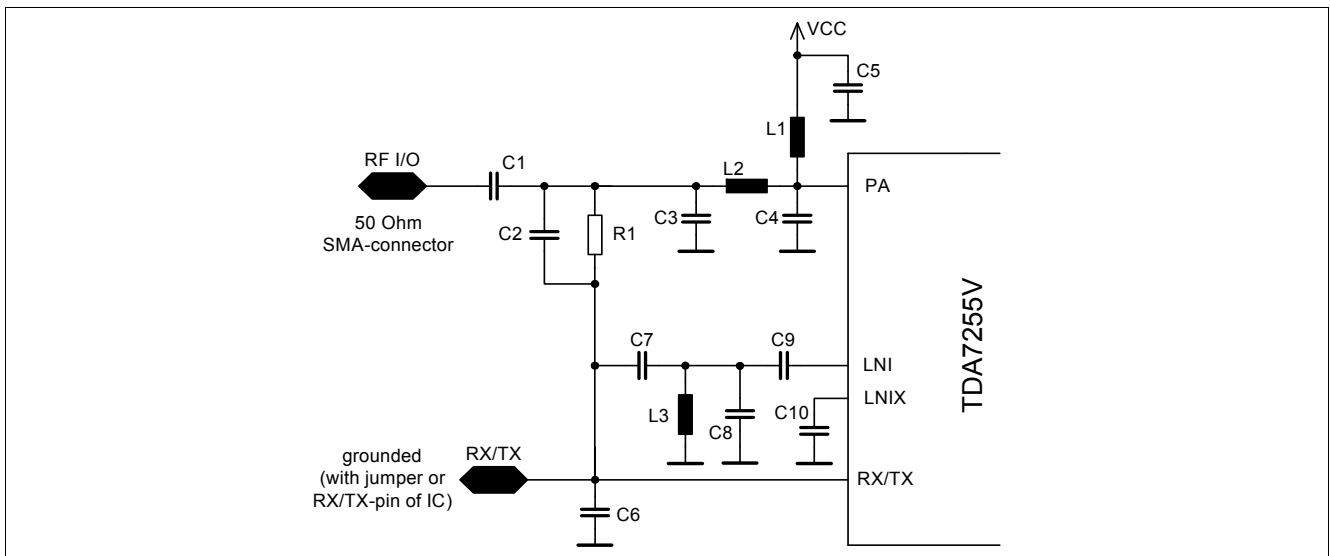 VCC
C5
L1
RF I/O
C1
L2
PA
50 Ohm
SMA-connector
C2
R1
C3
C4
TDA7255V
C7
C9
LNI
LNIX
L3
C8
C10
grounded
(with jumper or
RX/TX-pin of IC)
RX/TX
RX/TX
C6